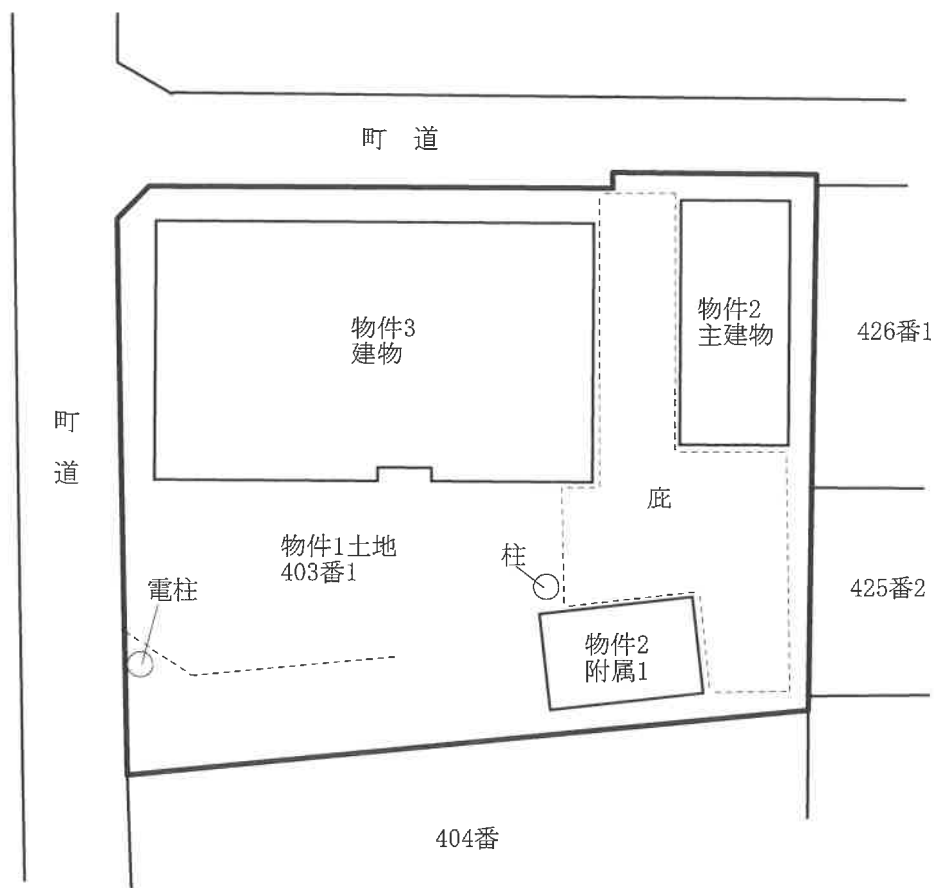 町 道
物件3
建物
物件2
主建物
426番1
町
道
庇
物件1土地
403番1
柱
電柱
425番2
物件2
附属1
404番